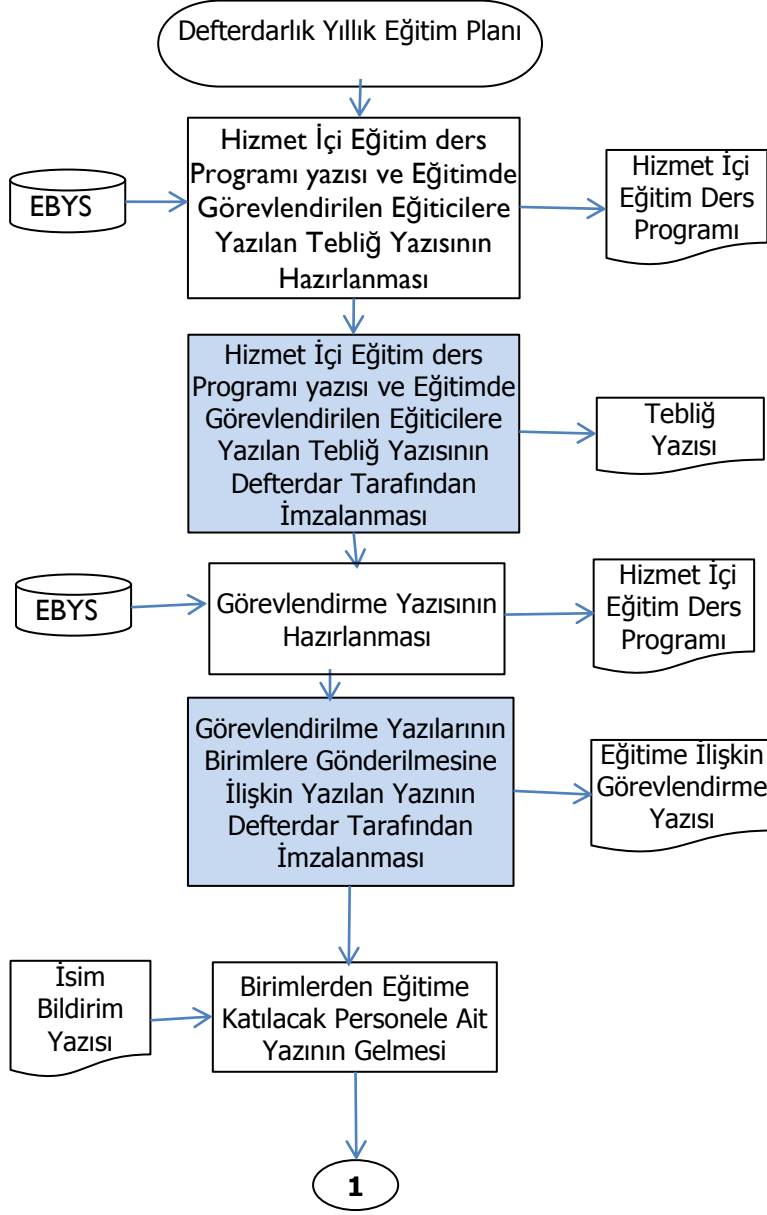 Defterdarlık Yıllık Eğitim Planı
Hizmet İçi Eğitim ders
Programı yazısı ve Eğitimde
Görevlendirilen Eğiticilere
Yazılan Tebliğ Yazısının
Hazırlanması
EBYS
Hizmet İçi
Eğitim Ders
Programı
Hizmet İçi Eğitim ders
Programı yazısı ve Eğitimde
Görevlendirilen Eğiticilere
Yazılan Tebliğ Yazısının
Defterdar Tarafından
İmzalanması
Tebliğ
Yazısı
EBYS
Görevlendirme Yazısının
Hazırlanması
Hizmet İçi
Eğitim Ders
Programı
Görevlendirilme Yazılarının
Birimlere Gönderilmesine
İlişkin Yazılan Yazının
Defterdar Tarafından
İmzalanması
Eğitime İlişkin
Görevlendirme
Yazısı
İsim
Bildirim
Yazısı
Birimlerden Eğitime
Katılacak Personele Ait
Yazının Gelmesi
1